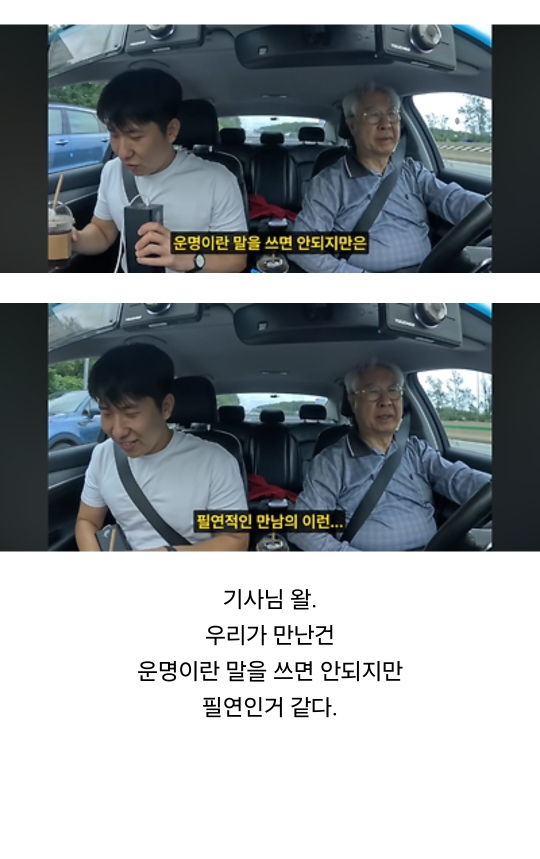 운명이란 말을 쓰면 안되지만은
필연적인 만남의 이런...
기사님 왈.
우리가 만난건
운명이란 말을 쓰면 안되지만
필연인거 같다.